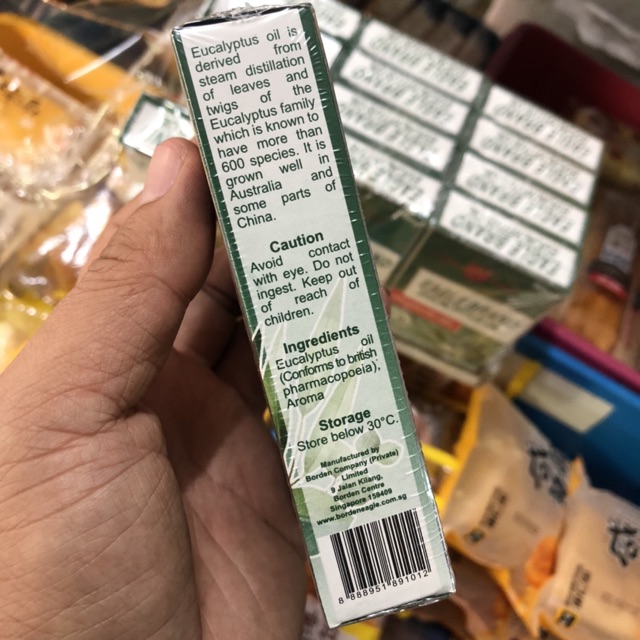 Eucalyptus oil is
derived from
steam distillation
of leaves and
twigs of the
Eucalyptus family
which is known to
have more than
600 species. It is
grown well in
Australia and
some parts of
China.
Caution
Avoid contact
with eye. Do not
ingest. Keep out
of reach of
children.
Ingredients
Eucalyptus oil
(Conforms to british
pharmacopoeia),
Aroma
Storage
Store below 30°C.
Manufactured by
Borden Company (Private)
Limited
9 Jalan Kilang,
Borden Centre
Singapore 159409
www.bordeneagle.com.sg
8 888951 891012